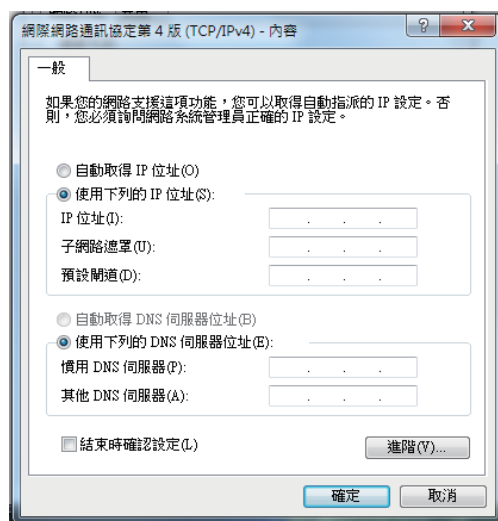 網際網路通訊協定第 4 版 (TCP/IPv4) - 內容
一般
如果您的網路支援這項功能，您可以取得自動指派的 IP 設定。否
則，您必須詢問網路系統管理員正確的 IP 設定。
自動取得 IP 位址(O)
使用下列的 IP 位址(S):
IP 位址(I):
子網路遮罩(U):
預設閘道(D):
自動取得 DNS 伺服器位址(B)
使用下列的 DNS 伺服器位址(E):
慣用 DNS 伺服器(P):
其他 DNS 伺服器(A):
結束時確認設定(L)
進階(V)...
確定
取消